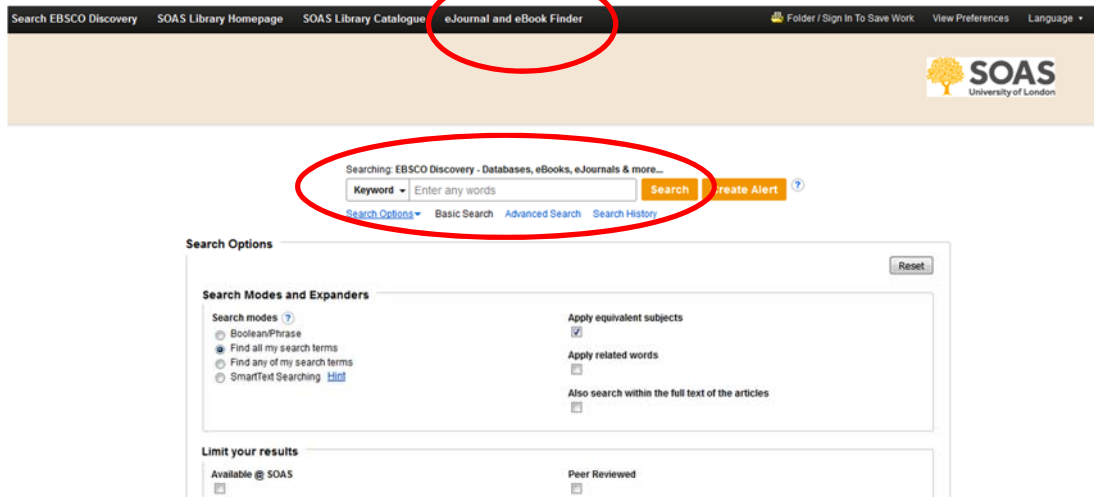 Search EBSCO Discovery SOAS Library Homepage SOAS Library Catalogue eJournal and eBook Finder Folder / Sign In To Save Work View Preferences Language
SOAS
University of London
Searching: EBSCO Discovery - Databases, eBooks, eJournals & more...
Keyword Enter any words Search Create Alert ?
Search Options Basic Search Advanced Search Search History
Search Options
Reset
Search Modes and Expanders
Search modes ? Apply equivalent subjects
Boolean/Phrase
Find all my search terms
Apply related words
Find any of my search terms
SmartText Searching Hint
Also search within the full text of the articles
Limit your results
Available @ SOAS Peer Reviewed